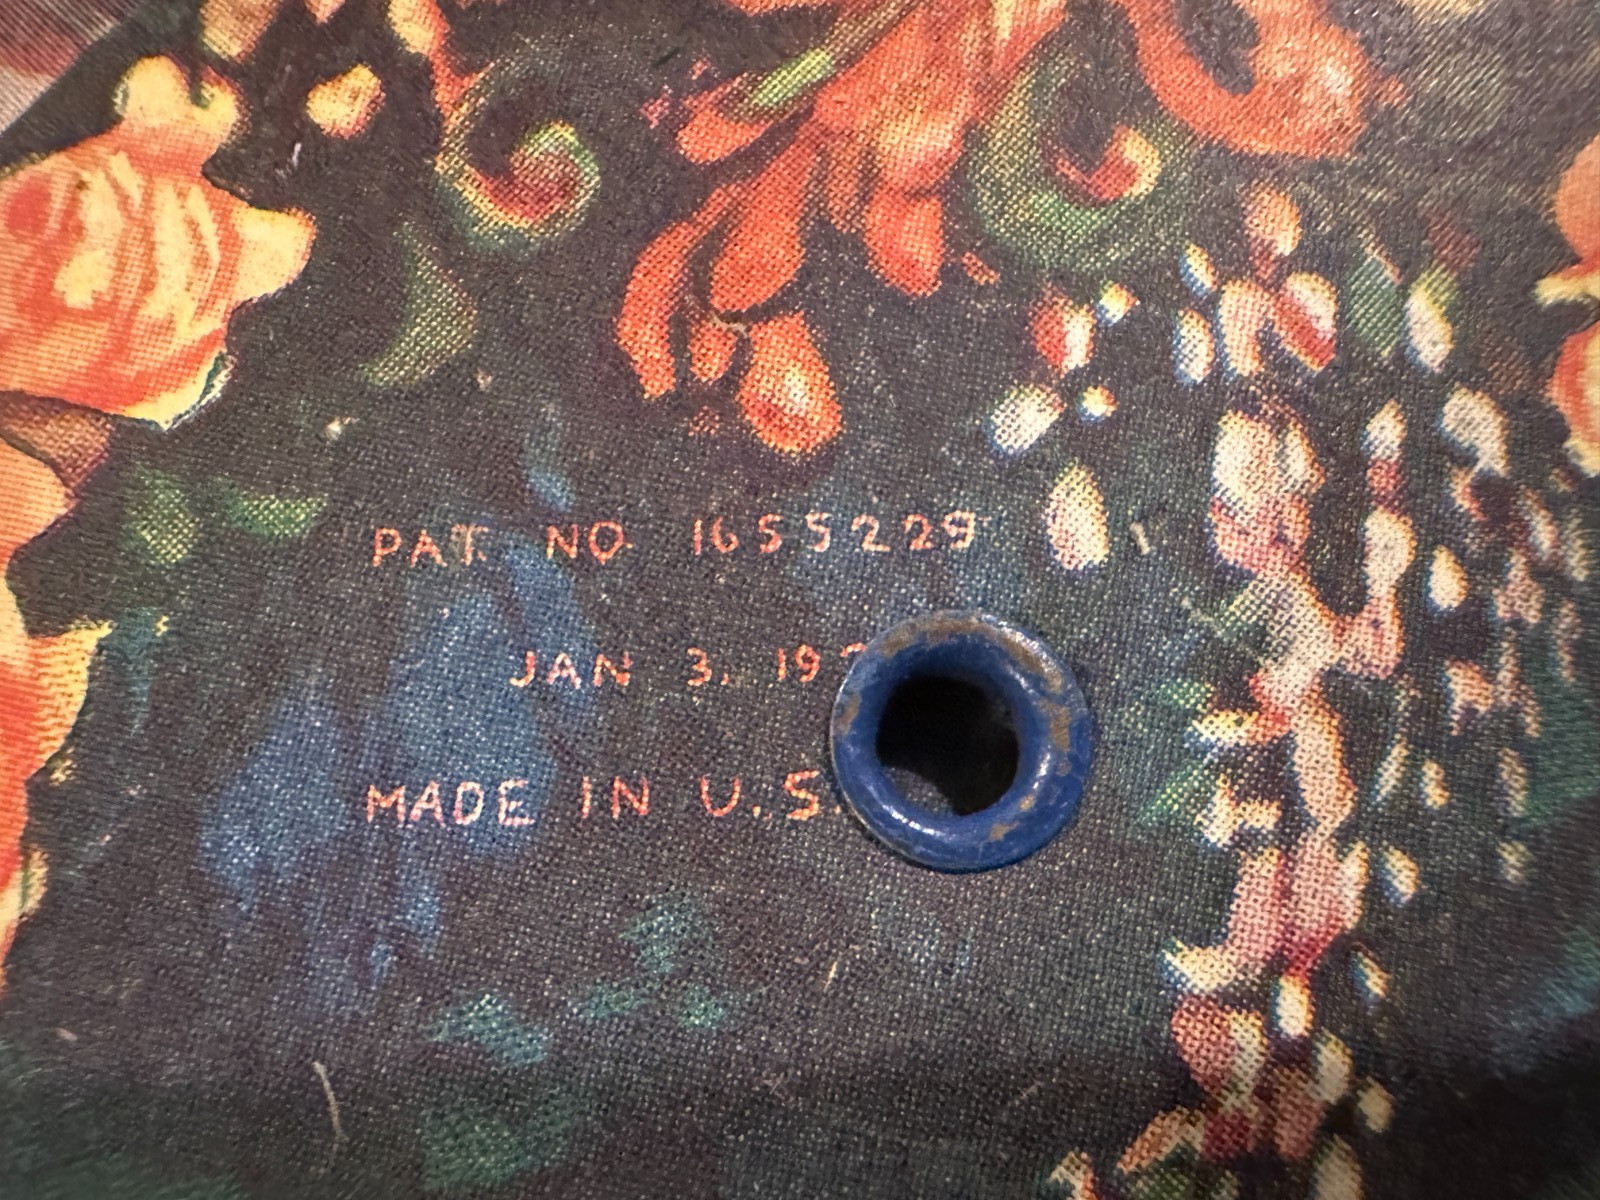 PAT. NO. 1655229
JAN 3, 19
MADE IN U.S.